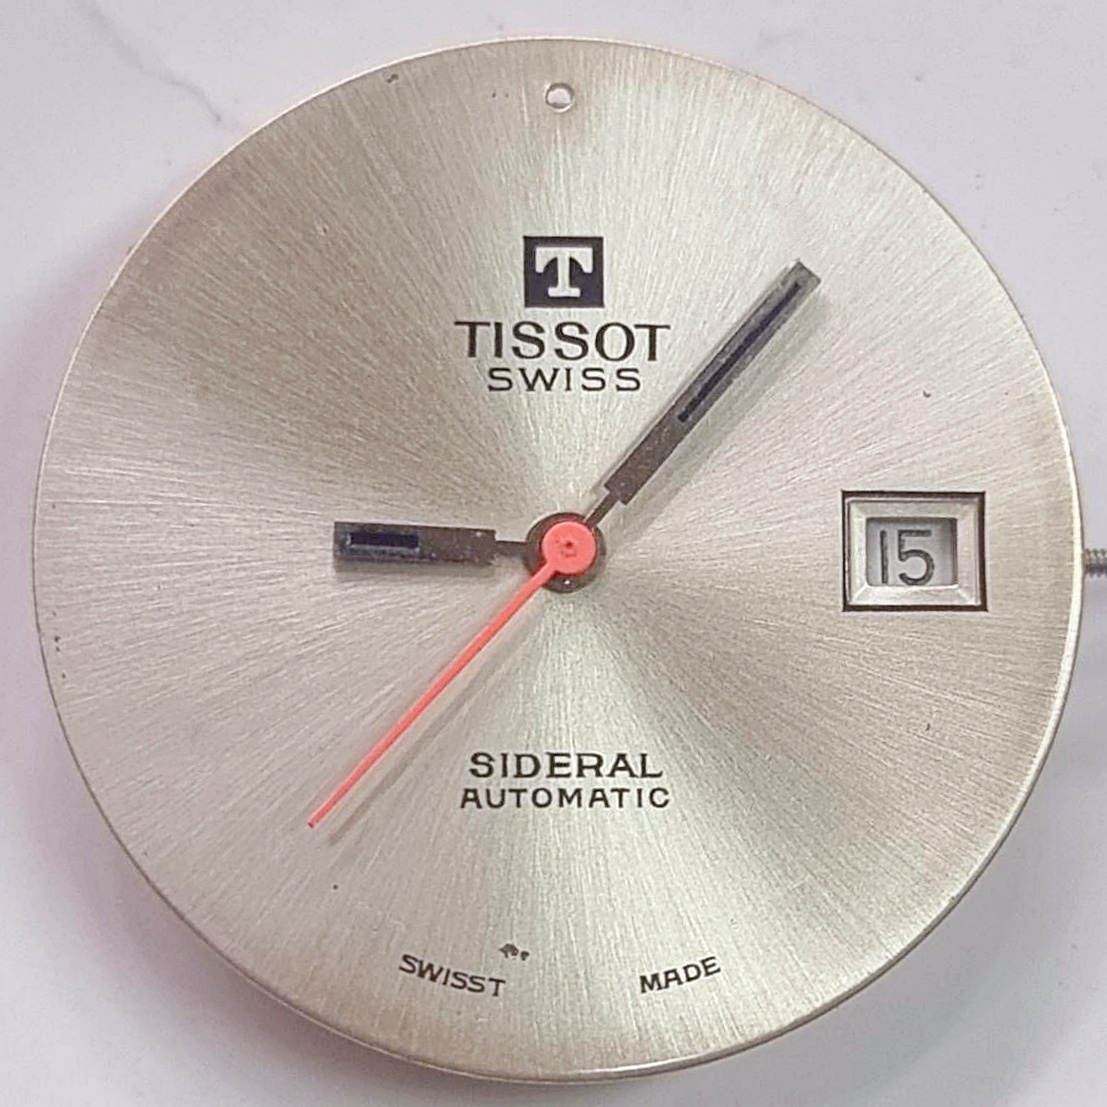 T
TISSOT
SWISS
15
SIDERAL
AUTOMATIC
SWISST MADE